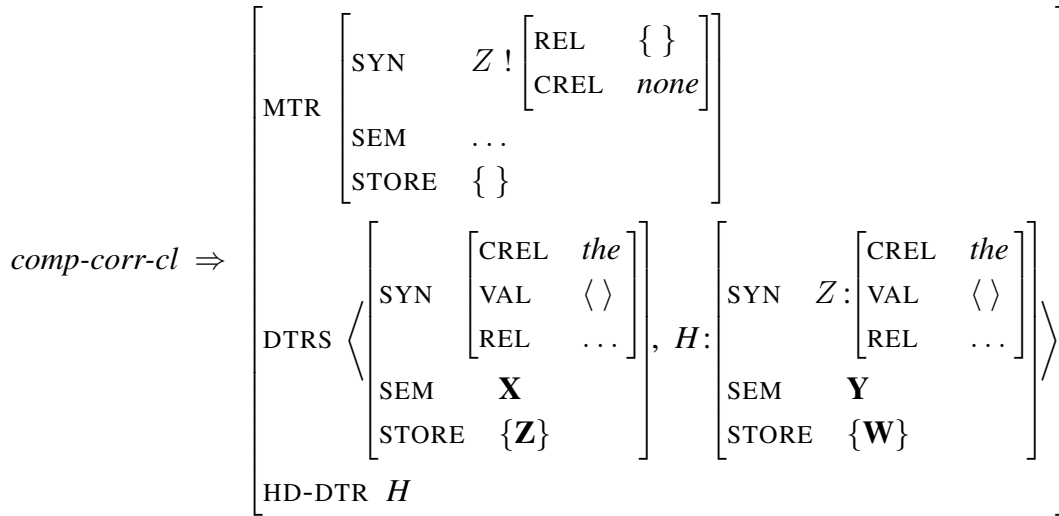 REL { }
SYN Z ! CREL none
MTR SEM . . .
STORE { }
comp-corr-cl ⇒
CREL the CREL the
SYN VAL ⟨ ⟩ SYN Z : VAL ⟨ ⟩
REL . . . REL . . .
DTRS ⟨ , H: ⟩
SEM X SEM Y
STORE {Z} STORE {W}
HD-DTR H